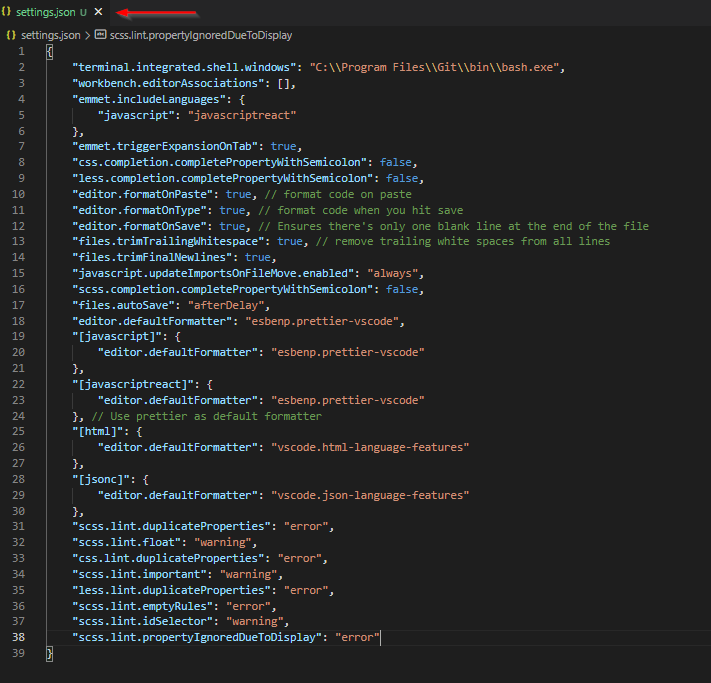 {} settings.json U ×
{} settings.json > abc scss.lint.propertyIgnoredDueToDisplay
1 {
2 "terminal.integrated.shell.windows": "C:\\Program Files\\Git\\bin\\bash.exe",
3 "workbench.editorAssociations": [],
4 "emmet.includeLanguages": {
5 "javascript": "javascriptreact"
6 },
7 "emmet.triggerExpansionOnTab": true,
8 "css.completion.completePropertyWithSemicolon": false,
9 "less.completion.completePropertyWithSemicolon": false,
10 "editor.formatOnPaste": true, // format code on paste
11 "editor.formatOnType": true, // format code when you hit save
12 "editor.formatOnSave": true, // Ensures there's only one blank line at the end of the file
13 "files.trimTrailingWhitespace": true, // remove trailing white spaces from all lines
14 "files.trimFinalNewlines": true,
15 "javascript.updateImportsOnFileMove.enabled": "always",
16 "scss.completion.completePropertyWithSemicolon": false,
17 "files.autoSave": "afterDelay",
18 "editor.defaultFormatter": "esbenp.prettier-vscode",
19 "[javascript]": {
20 "editor.defaultFormatter": "esbenp.prettier-vscode"
21 },
22 "[javascriptreact]": {
23 "editor.defaultFormatter": "esbenp.prettier-vscode"
24 }, // Use prettier as default formatter
25 "[html]": {
26 "editor.defaultFormatter": "vscode.html-language-features"
27 },
28 "[jsonc]": {
29 "editor.defaultFormatter": "vscode.json-language-features"
30 },
31 "scss.lint.duplicateProperties": "error",
32 "scss.lint.float": "warning",
33 "css.lint.duplicateProperties": "error",
34 "scss.lint.important": "warning",
35 "less.lint.duplicateProperties": "error",
36 "scss.lint.emptyRules": "error",
37 "scss.lint.idSelector": "warning",
38 "scss.lint.propertyIgnoredDueToDisplay": "error"
39 }